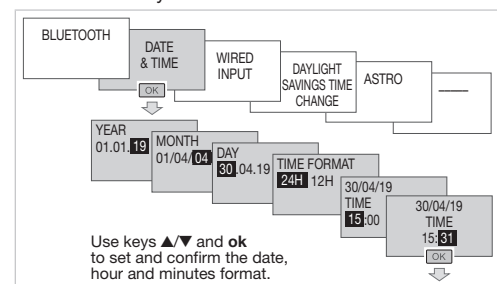 BLUETOOTH
DATE
& TIME
OK
WIRED
INPUT
DAYLIGHT
SAVINGS TIME
CHANGE
ASTRO
YEAR
01.01.19
MONTH
01/04/04
DAY
30.04.19
TIME FORMAT
24H 12H
30/04/19
TIME
15:00
30/04/19
TIME
15:31
OK
Use keys ▲/▼ and ok
to set and confirm the date,
hour and minutes format.